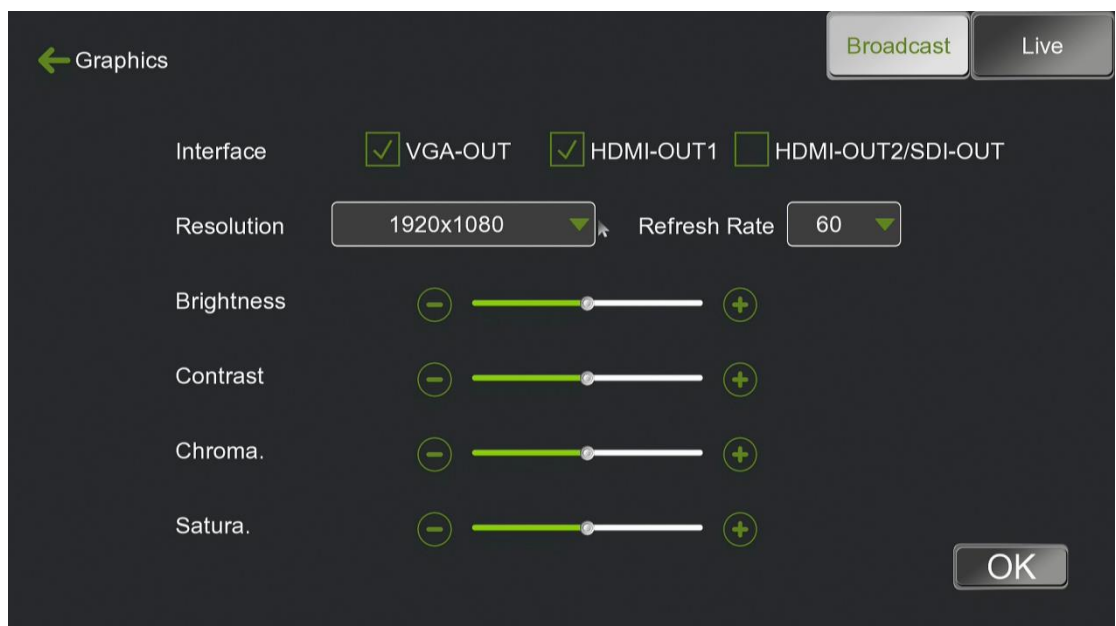 Graphics
Broadcast
Live
Interface VGA-OUT HDMI-OUT1 HDMI-OUT2/SDI-OUT
Resolution 1920x1080 Refresh Rate 60
Brightness
Contrast
Chroma.
Satura.
OK